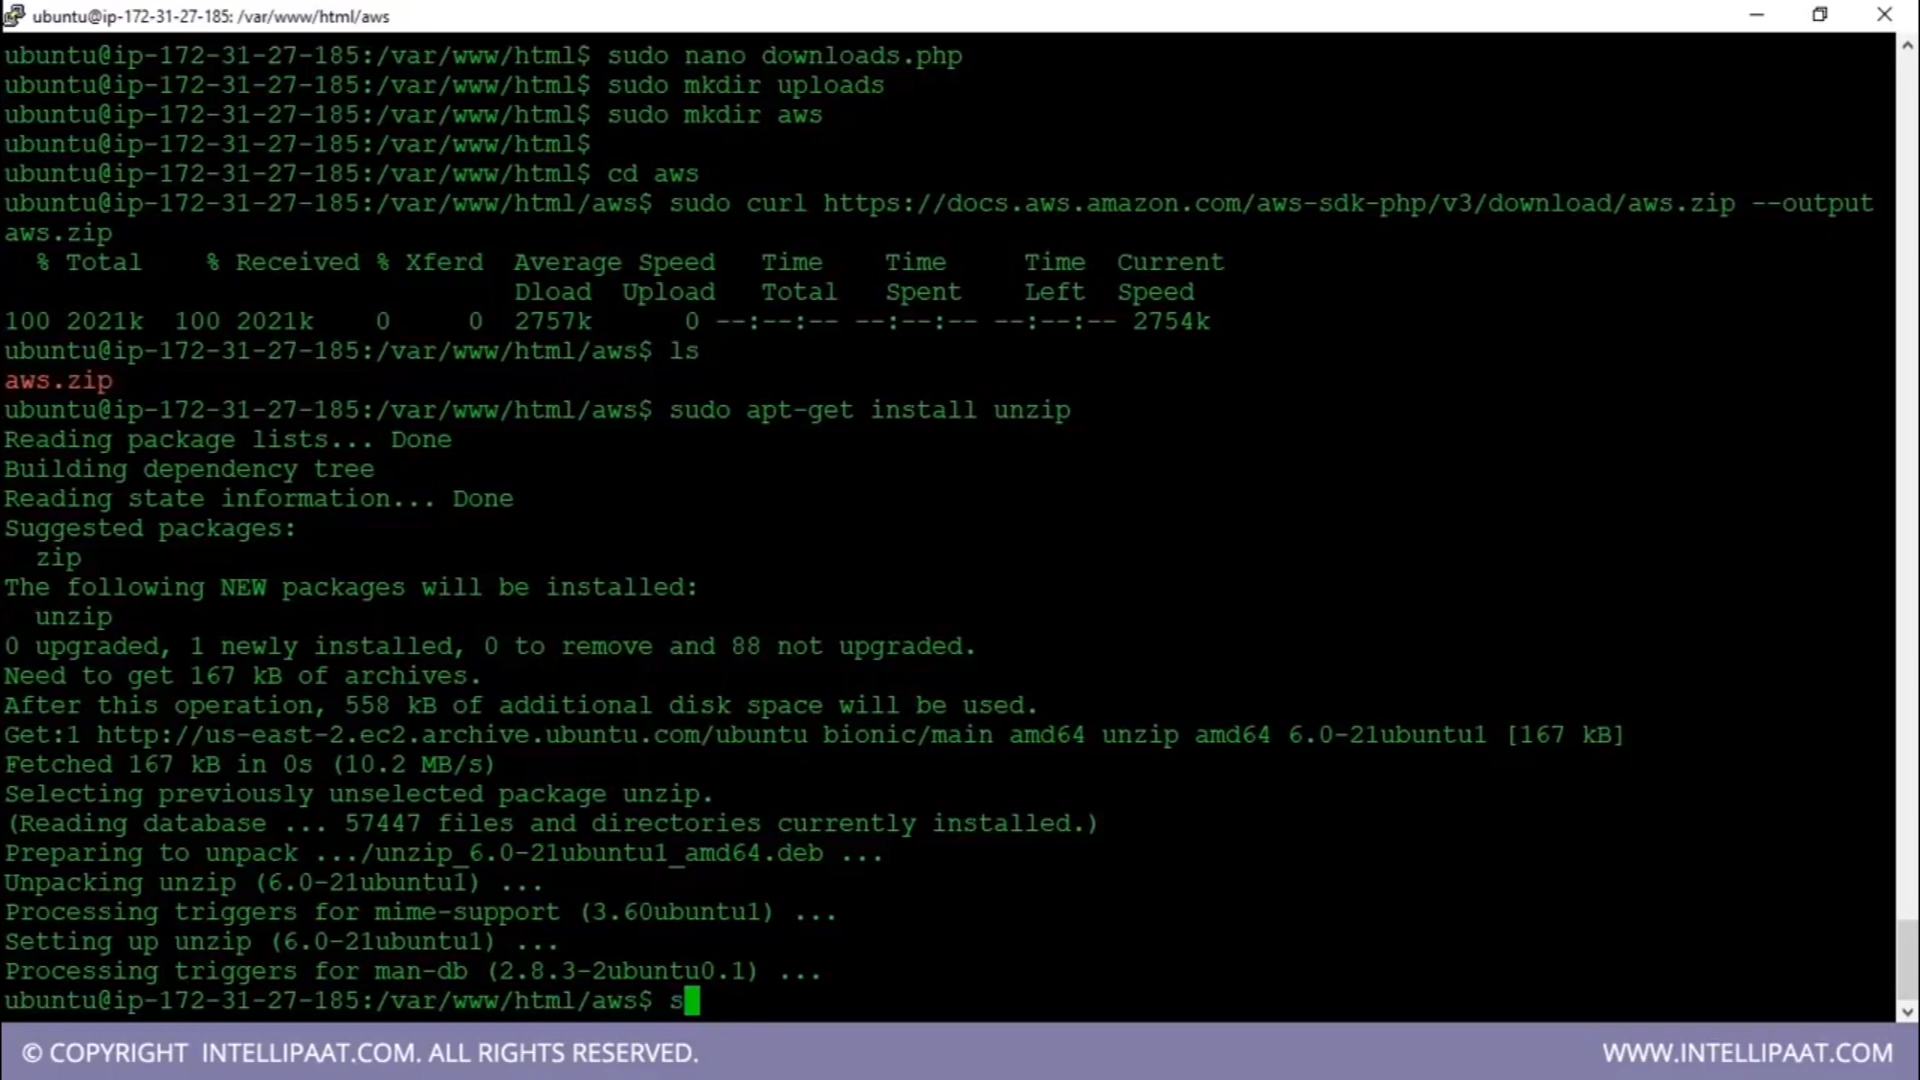 ubuntu@ip-172-31-27-185: /var/www/html/aws
ubuntu@ip-172-31-27-185:/var/www/html$ sudo nano downloads.php
ubuntu@ip-172-31-27-185:/var/www/html$ sudo mkdir uploads
ubuntu@ip-172-31-27-185:/var/www/html$ sudo mkdir aws
ubuntu@ip-172-31-27-185:/var/www/html$
ubuntu@ip-172-31-27-185:/var/www/html$ cd aws
ubuntu@ip-172-31-27-185:/var/www/html/aws$ sudo curl https://docs.aws.amazon.com/aws-sdk-php/v3/download/aws.zip --output
aws.zip
  % Total    % Received % Xferd  Average Speed   Time    Time     Time  Current
                                 Dload  Upload   Total   Spent    Left  Speed
100 2021k  100 2021k    0     0  2757k      0 --:--:-- --:--:-- --:--:-- 2754k
ubuntu@ip-172-31-27-185:/var/www/html/aws$ ls
aws.zip
ubuntu@ip-172-31-27-185:/var/www/html/aws$ sudo apt-get install unzip
Reading package lists... Done
Building dependency tree
Reading state information... Done
Suggested packages:
  zip
The following NEW packages will be installed:
  unzip
0 upgraded, 1 newly installed, 0 to remove and 88 not upgraded.
Need to get 167 kB of archives.
After this operation, 558 kB of additional disk space will be used.
Get:1 http://us-east-2.ec2.archive.ubuntu.com/ubuntu bionic/main amd64 unzip amd64 6.0-21ubuntu1 [167 kB]
Fetched 167 kB in 0s (10.2 MB/s)
Selecting previously unselected package unzip.
(Reading database ... 57447 files and directories currently installed.)
Preparing to unpack .../unzip_6.0-21ubuntu1_amd64.deb ...
Unpacking unzip (6.0-21ubuntu1) ...
Processing triggers for mime-support (3.60ubuntu1) ...
Setting up unzip (6.0-21ubuntu1) ...
Processing triggers for man-db (2.8.3-2ubuntu0.1) ...
ubuntu@ip-172-31-27-185:/var/www/html/aws$ s
© COPYRIGHT INTELLIPAAT.COM. ALL RIGHTS RESERVED.
WWW.INTELLIPAAT.COM